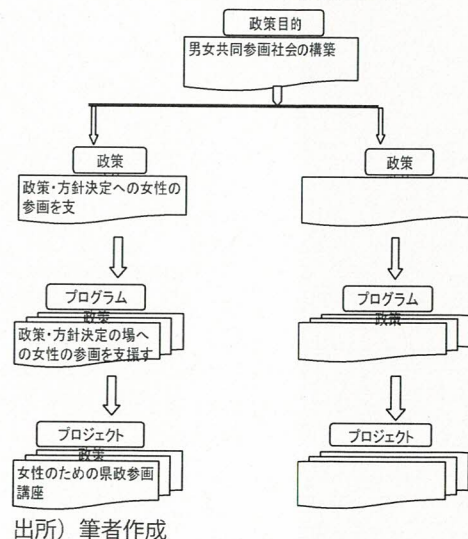 政策目的
男女共同参画社会の構築
政策
政策・方針決定への女性の
参画を支
政策
プログラム
政策
政策・方針決定の場へ
の女性の参画を支援す
プログラム
政策
プロジェクト
政策
女性のための県政参画
講座
プロジェクト
出所）筆者作成